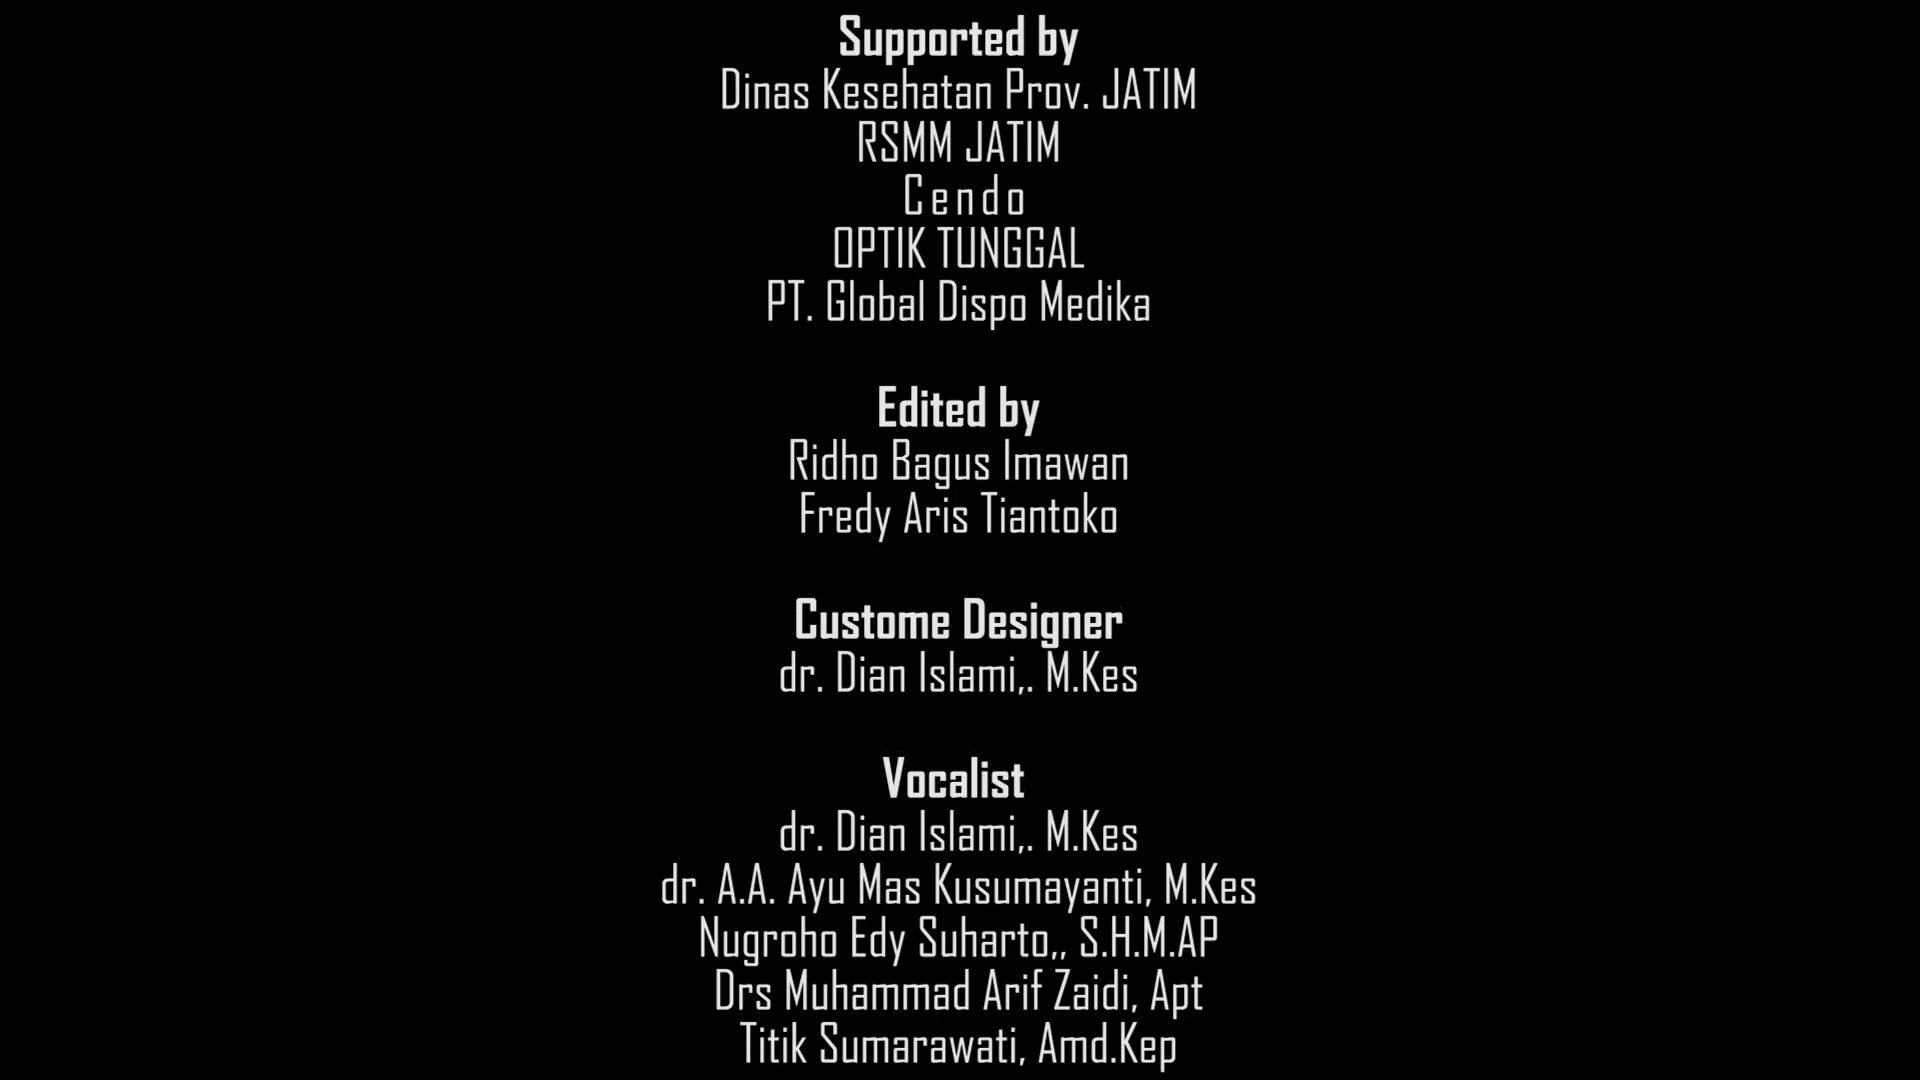 Supported by
Dinas Kesehatan Prov. JATIM
RSMM JATIM
Cendo
OPTIK TUNGGAL
PT. Global Dispo Medika
Edited by
Ridho Bagus Imawan
Fredy Aris Tiantoko
Custome Designer
dr. Dian Islami,. M.Kes
Vocalist
dr. Dian Islami,. M.Kes
dr. A.A. Ayu Mas Kusumayanti, M.Kes
Nugroho Edy Suharto,, S.H.M.AP
Drs Muhammad Arif Zaidi, Apt
Titik Sumarawati, Amd.Kep